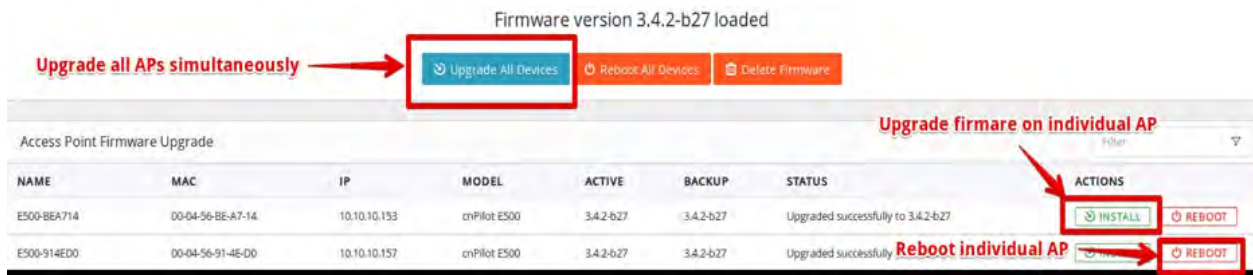 Firmware version 3.4.2-b27 loaded
Upgrade all APs simultaneously
Upgrade All Devices Reboot All Devices Delete Firmware
Upgrade firmare on individual AP
Access Point Firmware Upgrade Filter
NAME MAC IP MODEL ACTIVE BACKUP STATUS ACTIONS
E500-BEA714 00-04-56-BE-A7-14 10.10.10.153 cnPilot E500 3.4.2-b27 3.4.2-b27 Upgraded successfully to 3.4.2-b27 INSTALL REBOOT
E500-914ED0 00-04-56-91-4E-D0 10.10.10.157 cnPilot E500 3.4.2-b27 3.4.2-b27 Upgraded successfully Reboot individual AP REBOOT